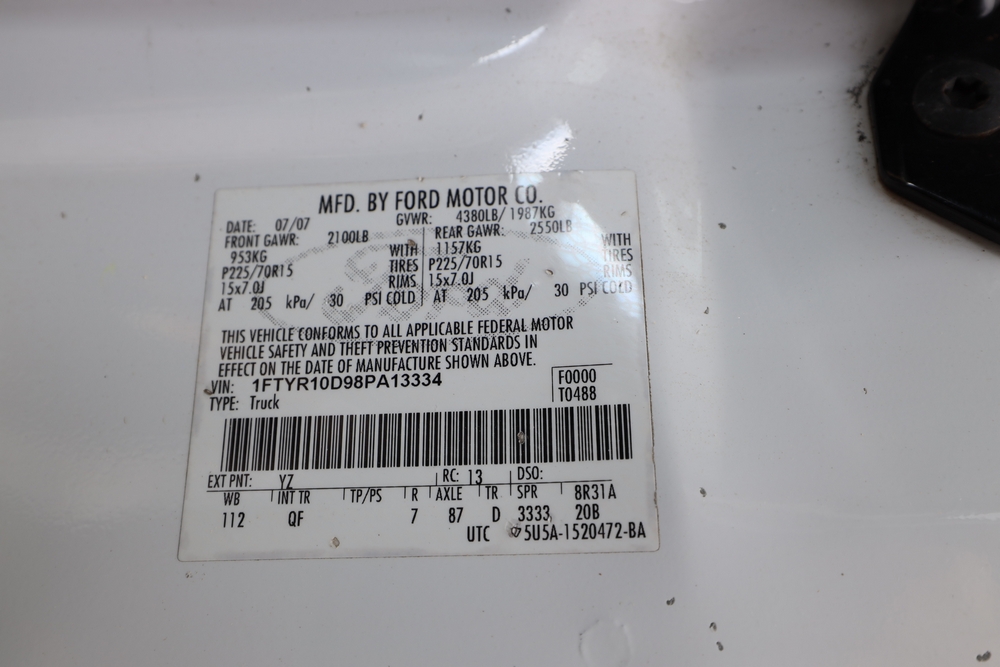 MFD. BY FORD MOTOR CO.
DATE: 07/07 GVWR: 4380LB/ 1987KG
FRONT GAWR: 2100LB REAR GAWR: 2550LB
953KG WITH 1157KG WITH
P225/70R15 TIRES P225/70R15 TIRES
15x7.0J RIMS 15x7.0J RIMS
AT 205 kPa/ 30 PSI COLD AT 205 kPa/ 30 PSI COLD
Ford
THIS VEHICLE CONFORMS TO ALL APPLICABLE FEDERAL MOTOR
VEHICLE SAFETY AND THEFT PREVENTION STANDARDS IN
EFFECT ON THE DATE OF MANUFACTURE SHOWN ABOVE.
VIN: 1FTYR10D98PA13334 F0000
TYPE: Truck T0488
EXT PNT: YZ RC: 13 DSO:
WB INT TR TP/PS R AXLE TR SPR 8R31A
112 QF 7 87 D 3333 20B
UTC 5U5A-1520472-BA